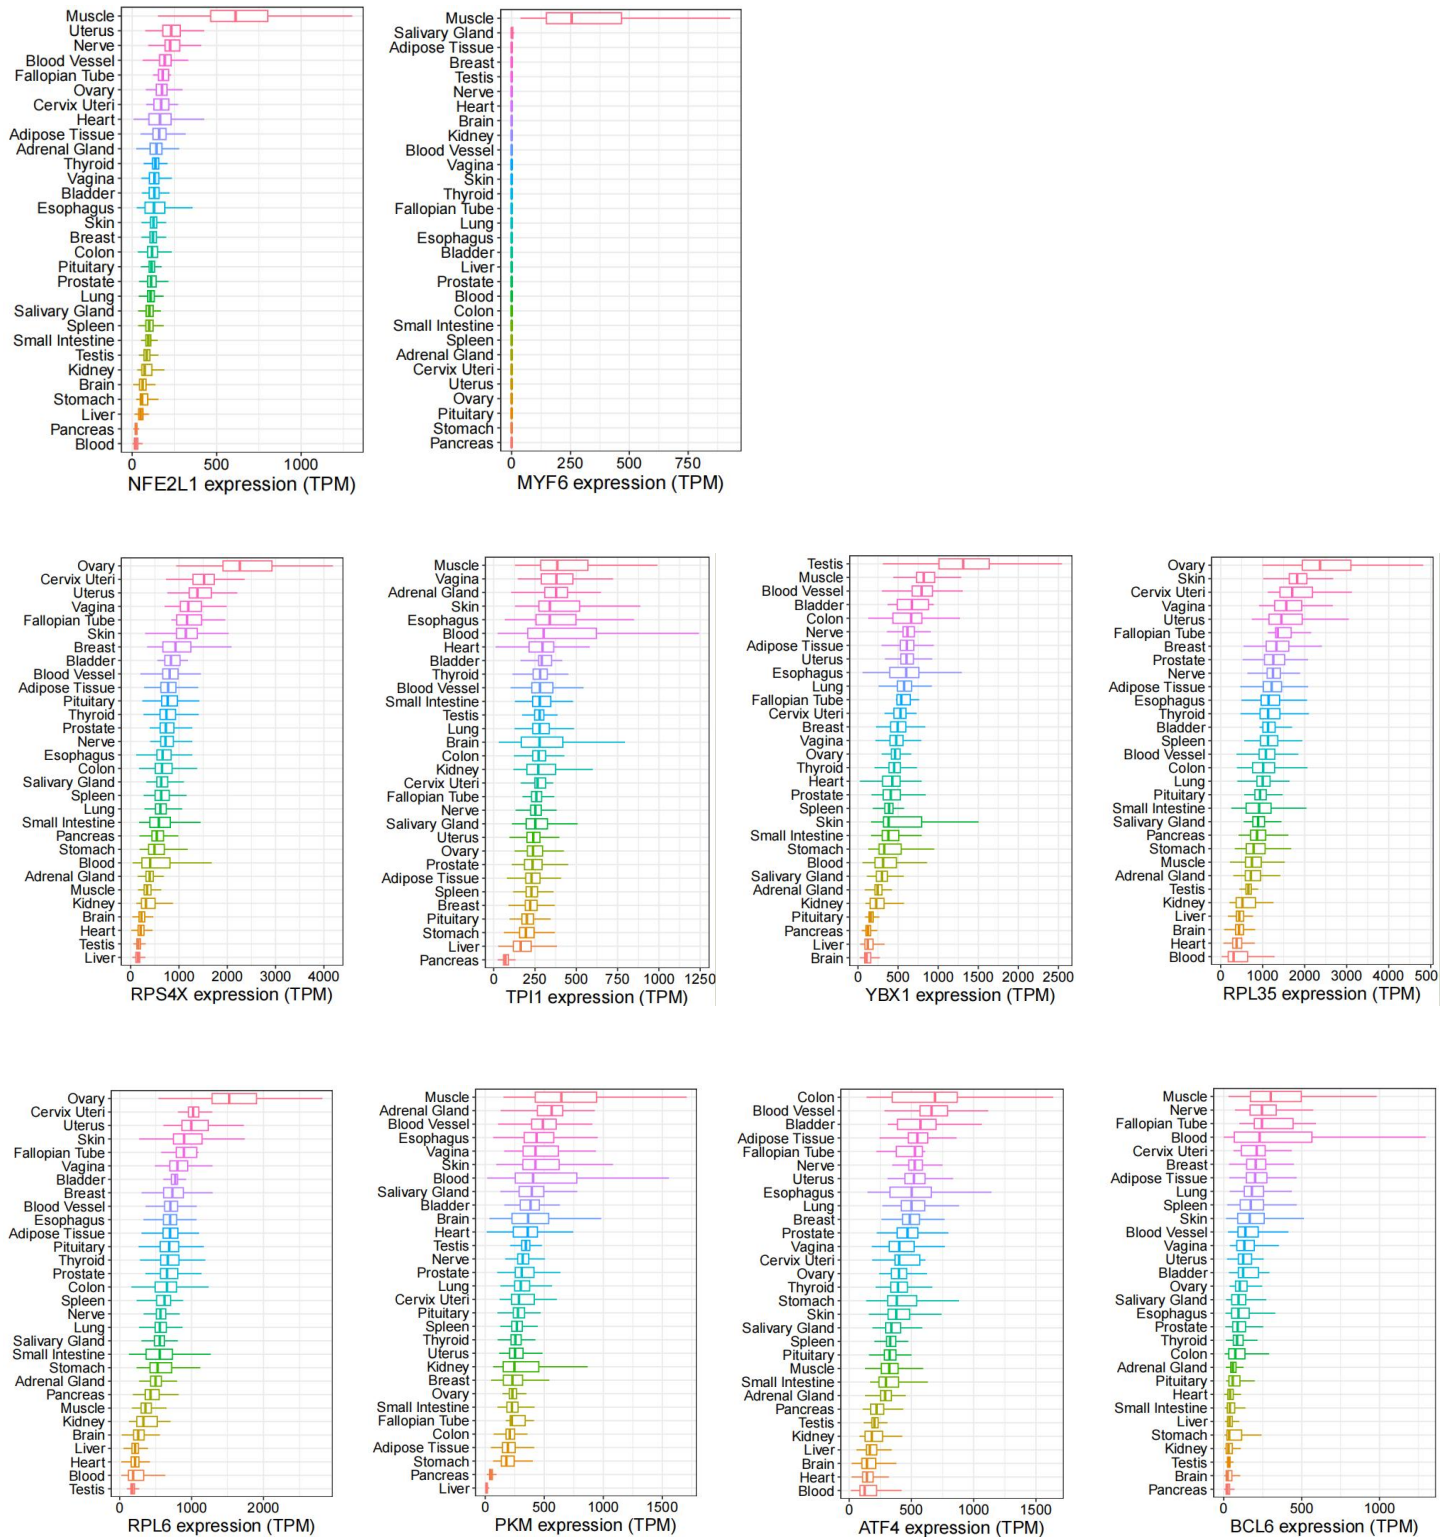 Muscle
Uterus
Nerve
Blood Vessel
Fallopian Tube
Ovary
Cervix Uteri
Heart
Adipose Tissue
Adrenal Gland
Thyroid
Vagina
Bladder
Esophagus
Skin
Breast
Colon
Pituitary
Prostate
Lung
Salivary Gland
Spleen
Small Intestine
Testis
Kidney
Brain
Stomach
Liver
Pancreas
Blood
0 500 1000
NFE2L1 expression (TPM)
Muscle
Salivary Gland
Adipose Tissue
Breast
Testis
Nerve
Heart
Brain
Kidney
Blood Vessel
Vagina
Skin
Thyroid
Fallopian Tube
Lung
Esophagus
Bladder
Liver
Prostate
Blood
Colon
Small Intestine
Spleen
Adrenal Gland
Cervix Uteri
Uterus
Ovary
Pituitary
Stomach
Pancreas
0 250 500 750
MYF6 expression (TPM)
Ovary
Cervix Uteri
Uterus
Vagina
Fallopian Tube
Skin
Breast
Bladder
Blood Vessel
Adipose Tissue
Pituitary
Thyroid
Prostate
Nerve
Esophagus
Colon
Salivary Gland
Spleen
Lung
Small Intestine
Pancreas
Stomach
Blood
Adrenal Gland
Muscle
Kidney
Brain
Heart
Testis
Liver
0 1000 2000 3000 4000
RPS4X expression (TPM)
Muscle
Vagina
Adrenal Gland
Skin
Esophagus
Blood
Heart
Bladder
Thyroid
Blood Vessel
Small Intestine
Testis
Lung
Brain
Colon
Kidney
Cervix Uteri
Fallopian Tube
Nerve
Salivary Gland
Uterus
Ovary
Prostate
Adipose Tissue
Spleen
Breast
Pituitary
Stomach
Liver
Pancreas
0 250 500 750 1000 1250
TPI1 expression (TPM)
Testis
Muscle
Blood Vessel
Bladder
Colon
Nerve
Adipose Tissue
Uterus
Esophagus
Lung
Fallopian Tube
Cervix Uteri
Breast
Vagina
Ovary
Thyroid
Heart
Prostate
Spleen
Skin
Small Intestine
Stomach
Blood
Salivary Gland
Adrenal Gland
Kidney
Pituitary
Pancreas
Liver
Brain
0 500 1000 1500 2000 2500
YBX1 expression (TPM)
Ovary
Skin
Cervix Uteri
Vagina
Uterus
Fallopian Tube
Breast
Prostate
Nerve
Adipose Tissue
Esophagus
Thyroid
Bladder
Spleen
Blood Vessel
Colon
Lung
Pituitary
Small Intestine
Salivary Gland
Pancreas
Stomach
Muscle
Adrenal Gland
Testis
Kidney
Liver
Brain
Heart
Blood
0 1000 2000 3000 4000 500
RPL35 expression (TPM)
Ovary
Cervix Uteri
Uterus
Skin
Fallopian Tube
Vagina
Bladder
Breast
Blood Vessel
Esophagus
Adipose Tissue
Pituitary
Thyroid
Prostate
Colon
Spleen
Nerve
Lung
Salivary Gland
Small Intestine
Stomach
Adrenal Gland
Pancreas
Muscle
Kidney
Brain
Liver
Heart
Blood
Testis
0 1000 2000
RPL6 expression (TPM)
Muscle
Adrenal Gland
Blood Vessel
Esophagus
Vagina
Skin
Blood
Salivary Gland
Bladder
Brain
Heart
Testis
Nerve
Prostate
Lung
Cervix Uteri
Pituitary
Spleen
Thyroid
Uterus
Kidney
Breast
Ovary
Small Intestine
Fallopian Tube
Colon
Adipose Tissue
Stomach
Pancreas
Liver
0 500 1000 1500
PKM expression (TPM)
Colon
Blood Vessel
Bladder
Adipose Tissue
Fallopian Tube
Nerve
Uterus
Esophagus
Lung
Breast
Prostate
Vagina
Cervix Uteri
Ovary
Thyroid
Stomach
Skin
Salivary Gland
Spleen
Pituitary
Muscle
Small Intestine
Adrenal Gland
Pancreas
Testis
Kidney
Liver
Brain
Heart
Blood
0 500 1000 1500
ATF4 expression (TPM)
Muscle
Nerve
Fallopian Tube
Blood
Cervix Uteri
Breast
Adipose Tissue
Lung
Spleen
Skin
Blood Vessel
Vagina
Uterus
Bladder
Ovary
Salivary Gland
Esophagus
Prostate
Thyroid
Colon
Adrenal Gland
Pituitary
Heart
Small Intestine
Liver
Stomach
Kidney
Testis
Brain
Pancreas
0 500 1000
BCL6 expression (TPM)